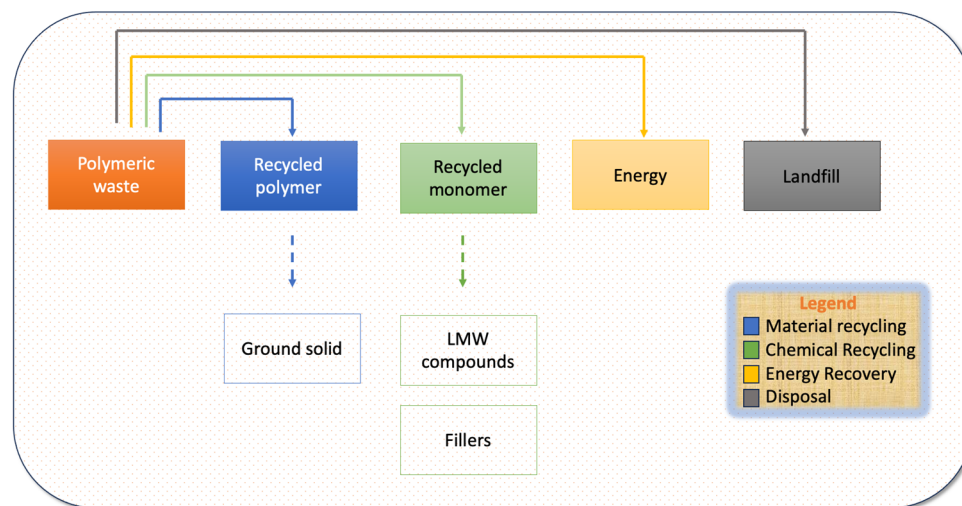 Polymeric
waste
Recycled
polymer
Recycled
monomer
Energy
Landfill
Ground solid
LMW
compounds
Fillers
Legend
Material recycling
Chemical Recycling
Energy Recovery
Disposal